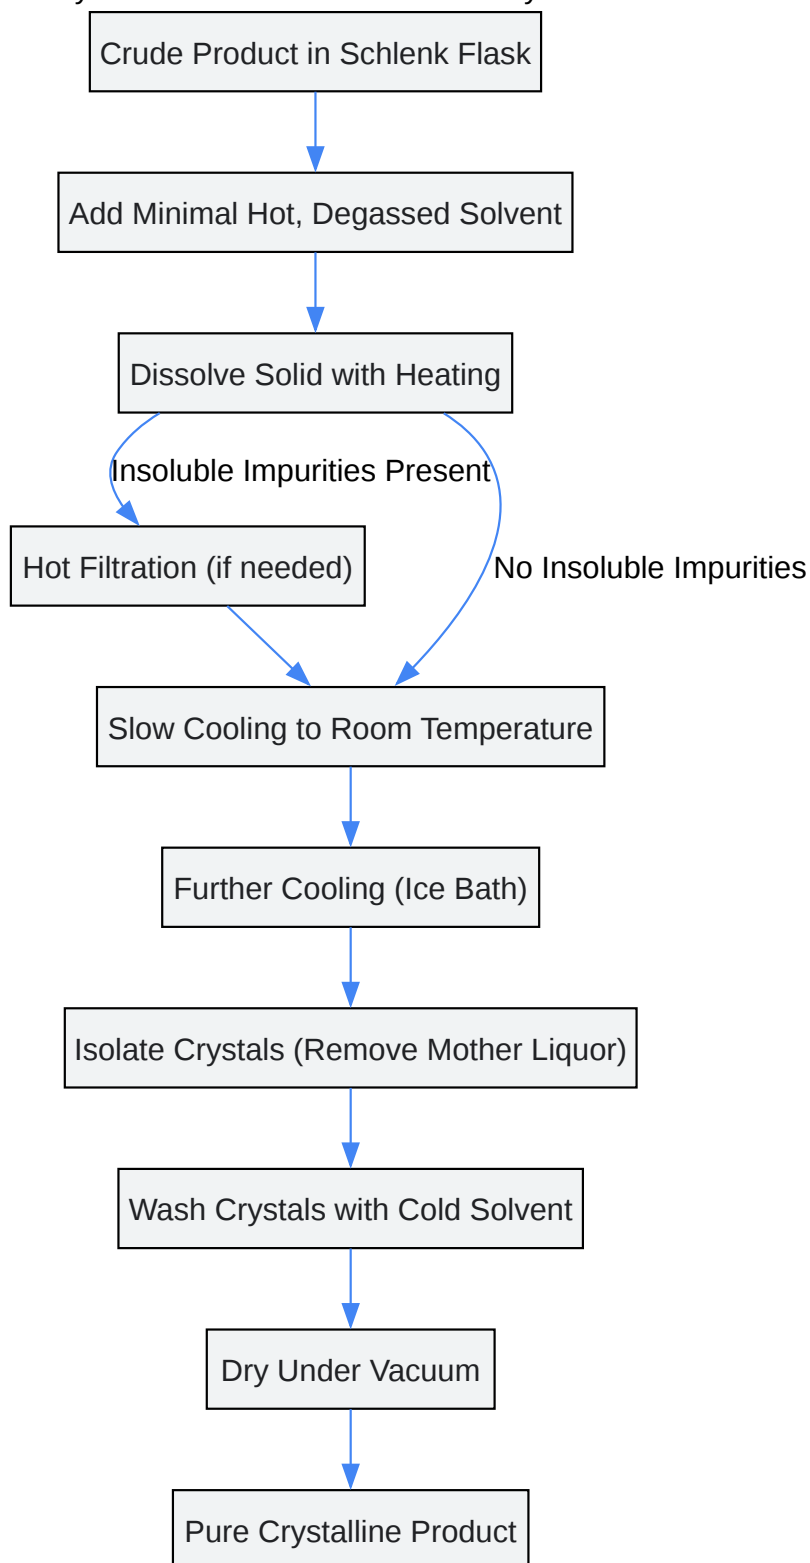 Crude Product in Schlenk Flask
Add Minimal Hot, Degassed Solvent
Dissolve Solid with Heating
Insoluble Impurities Present
Hot Filtration (if needed)
No Insoluble Impurities
Slow Cooling to Room Temperature
Further Cooling (Ice Bath)
Isolate Crystals (Remove Mother Liquor)
Wash Crystals with Cold Solvent
Dry Under Vacuum
Pure Crystalline Product